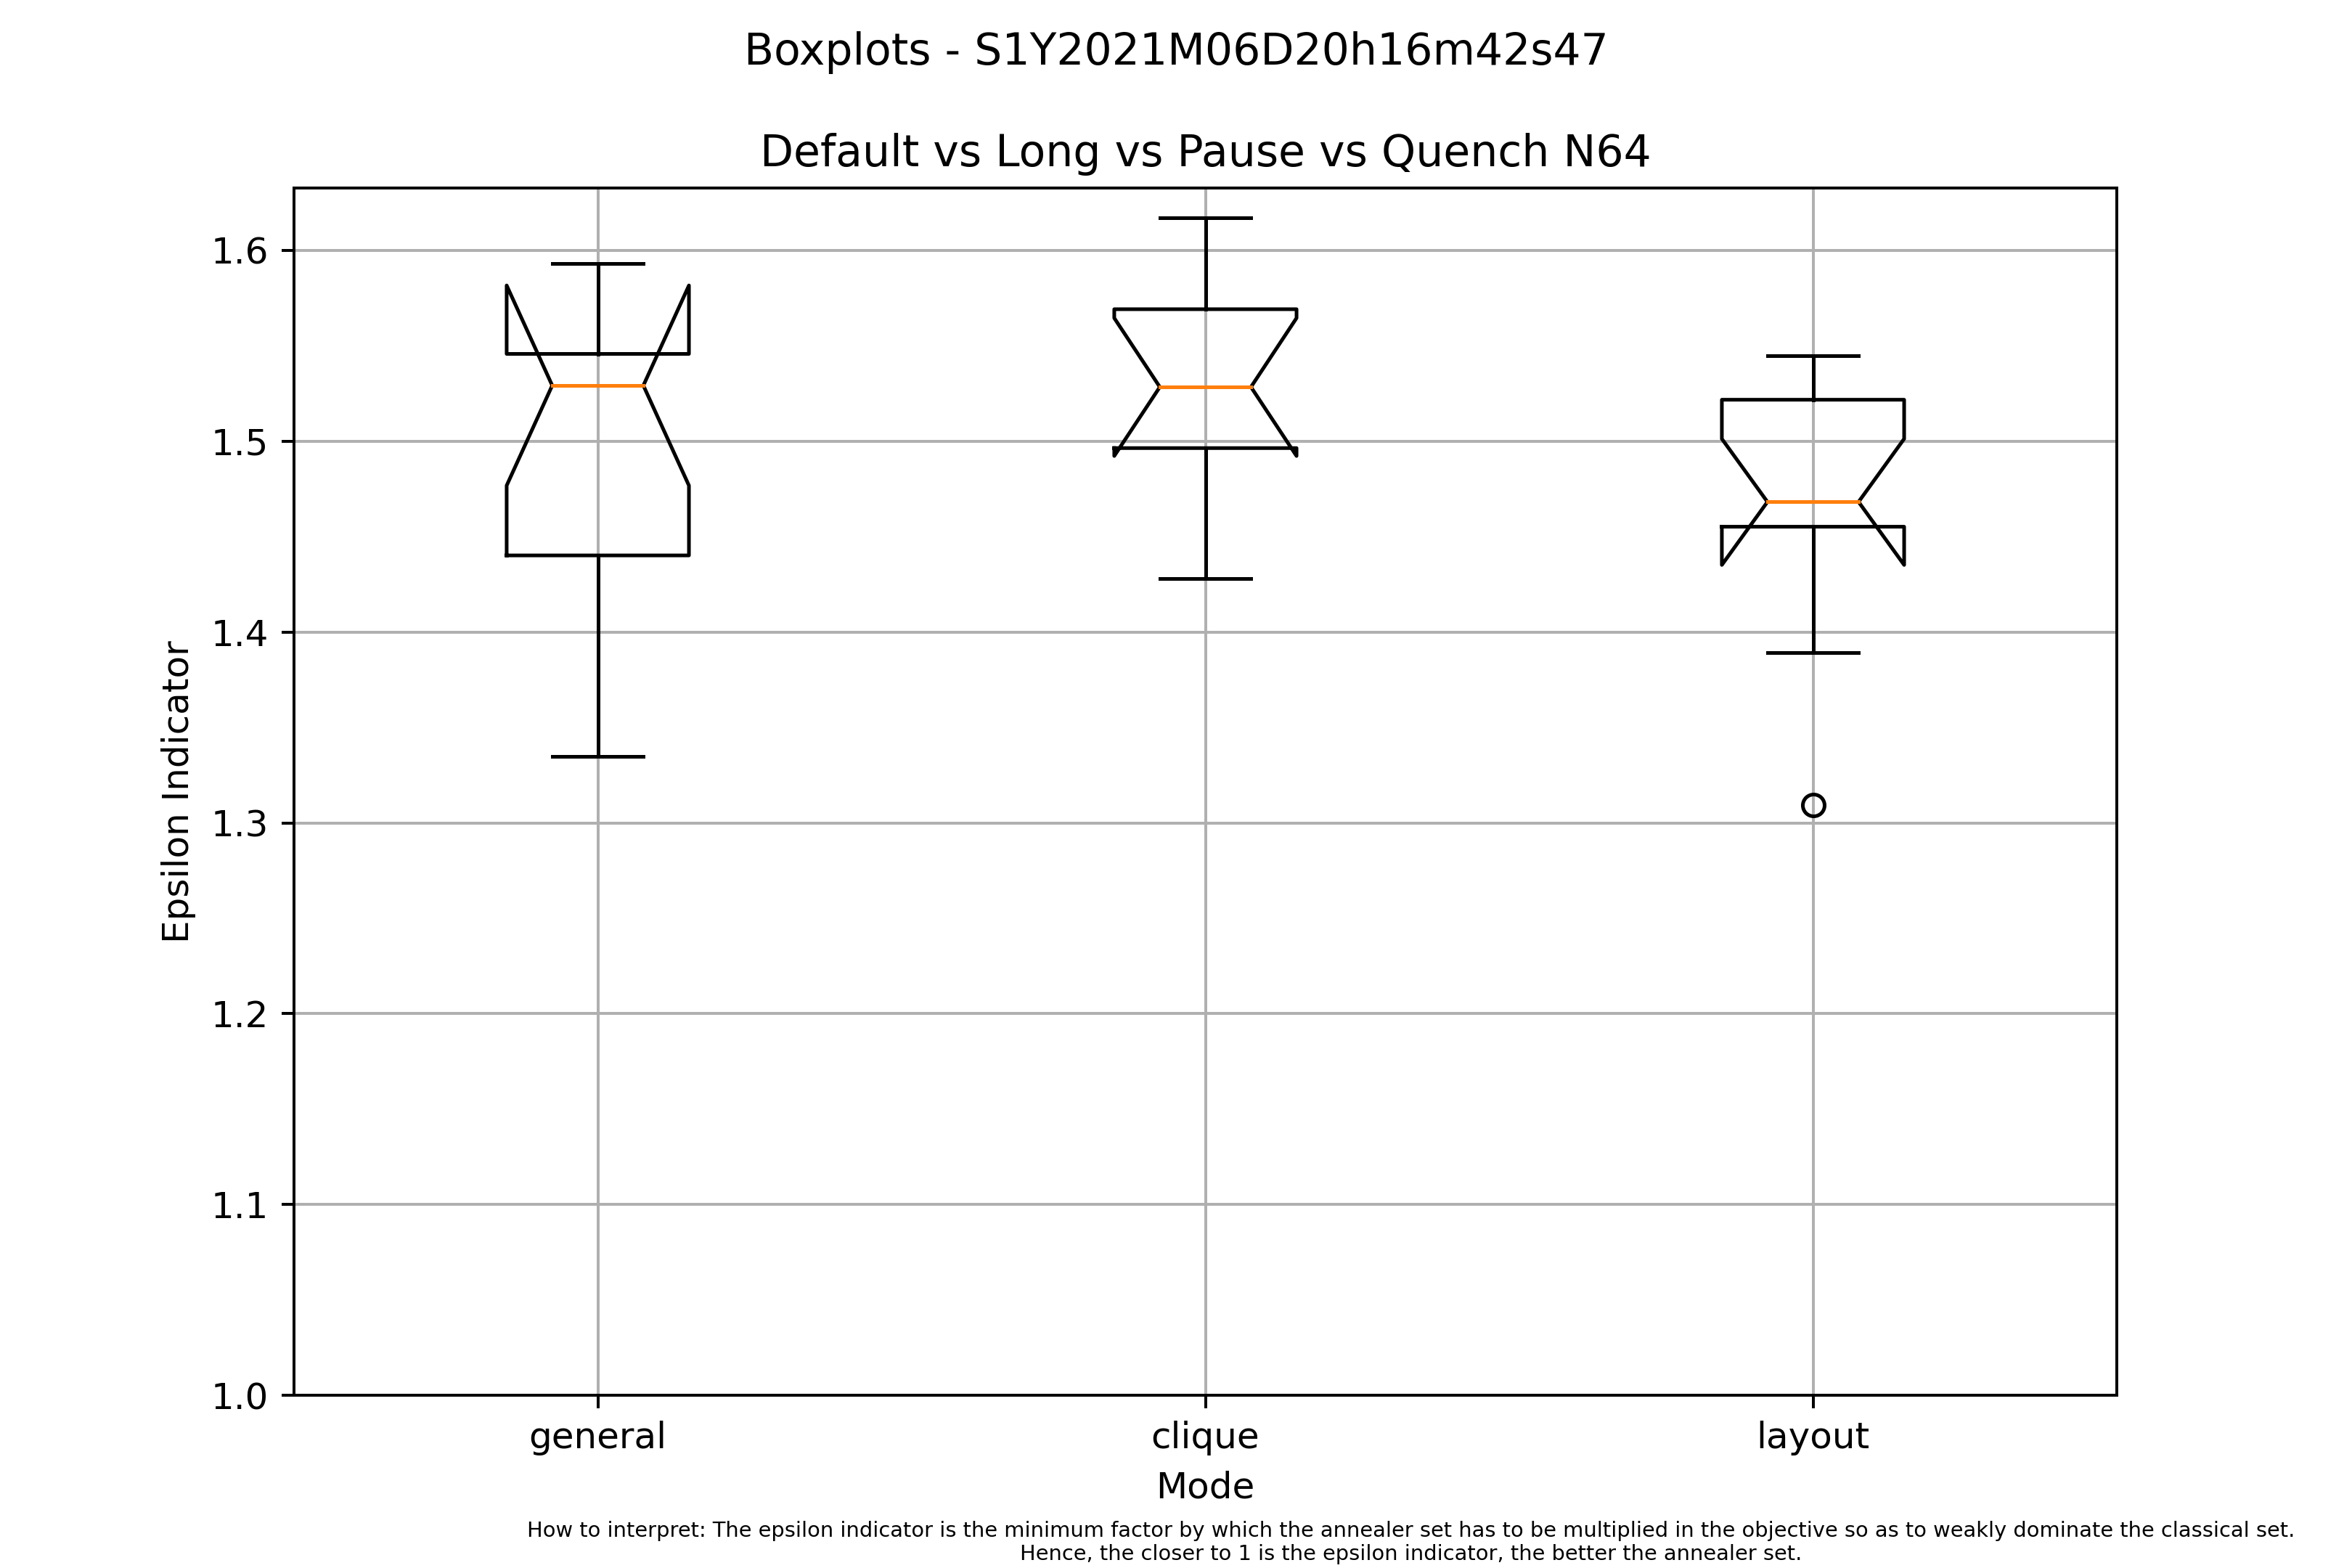 Boxplots - S1Y2021M06D20h16m42s47
Default vs Long vs Pause vs Quench N64
1.6
1.5
1.4
1.3
1.2
1.1
1.0
Epsilon Indicator
general
clique
layout
Mode
How to interpret: The epsilon indicator is the minimum factor by which the annealer set has to be multiplied in the objective so as to weakly dominate the classical set.
Hence, the closer to 1 is the epsilon indicator, the better the annealer set.